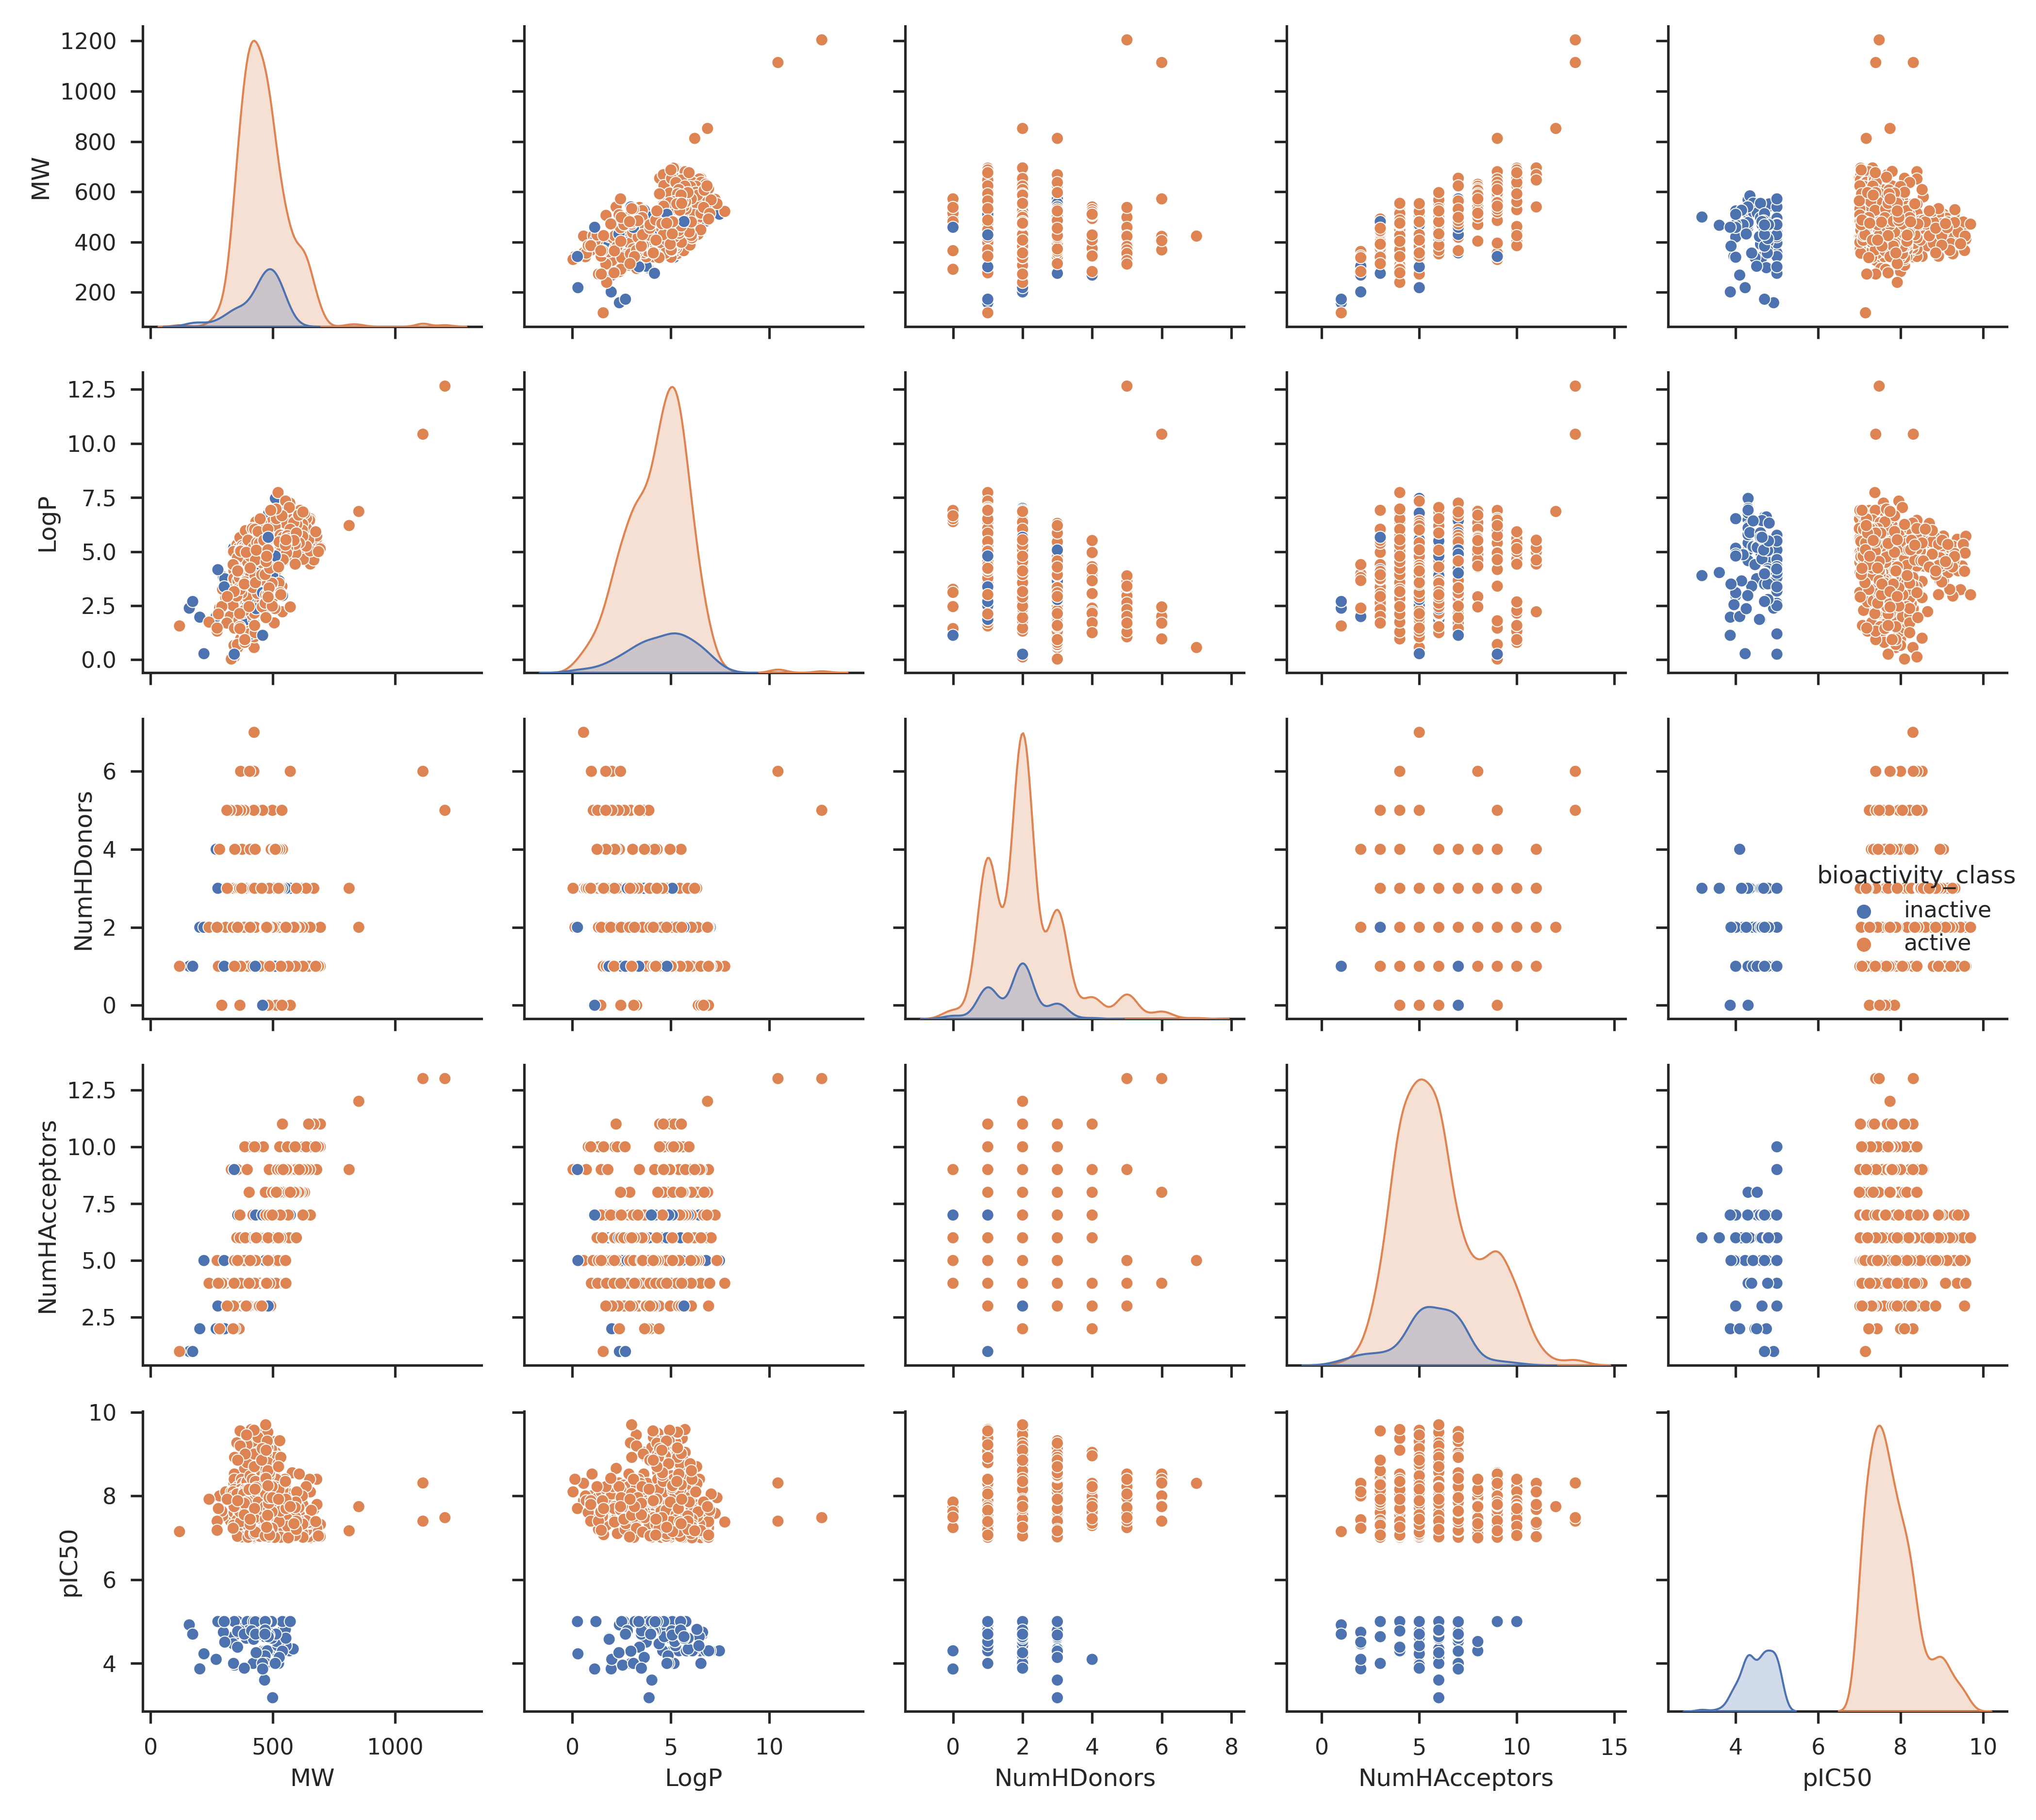 1200
1000
800
600
400
200
MW
12.5
10.0
7.5
5.0
2.5
0.0
LogP
6
4
2
0
NumHDonors
bioactivity_class
inactive
active
12.5
10.0
7.5
5.0
2.5
NumHAcceptors
10
8
6
4
pIC50
0 500 1000
0 5 10
0 2 4 6 8
0 5 10 15
4 6 8 10
MW
LogP
NumHDonors
NumHAcceptors
pIC50